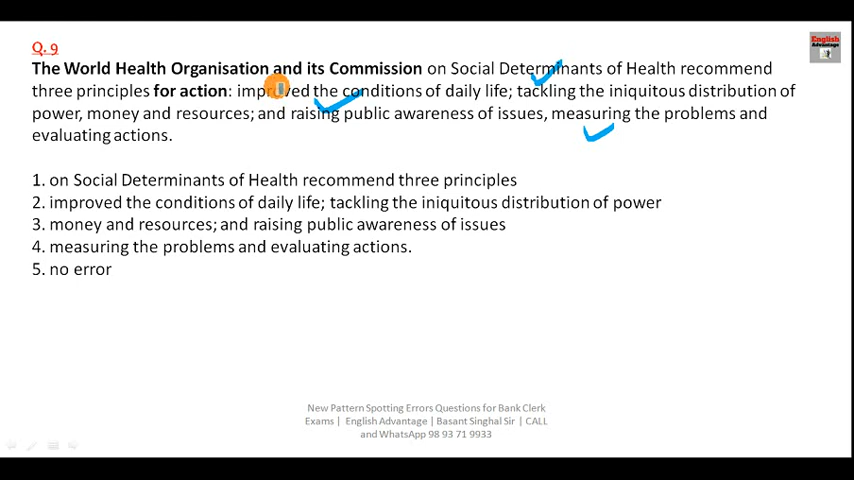 English
Advantage
Q. 9
The World Health Organisation and its Commission on Social Determinants of Health recommend
three principles for action: improved the conditions of daily life; tackling the iniquitous distribution of
power, money and resources; and raising public awareness of issues, measuring the problems and
evaluating actions.
1. on Social Determinants of Health recommend three principles
2. improved the conditions of daily life; tackling the iniquitous distribution of power
3. money and resources; and raising public awareness of issues
4. measuring the problems and evaluating actions.
5. no error
New Pattern Spotting Errors Questions for Bank Clerk
Exams | English Advantage | Basant Singhal Sir | CALL
and WhatsApp 98 93 71 9933